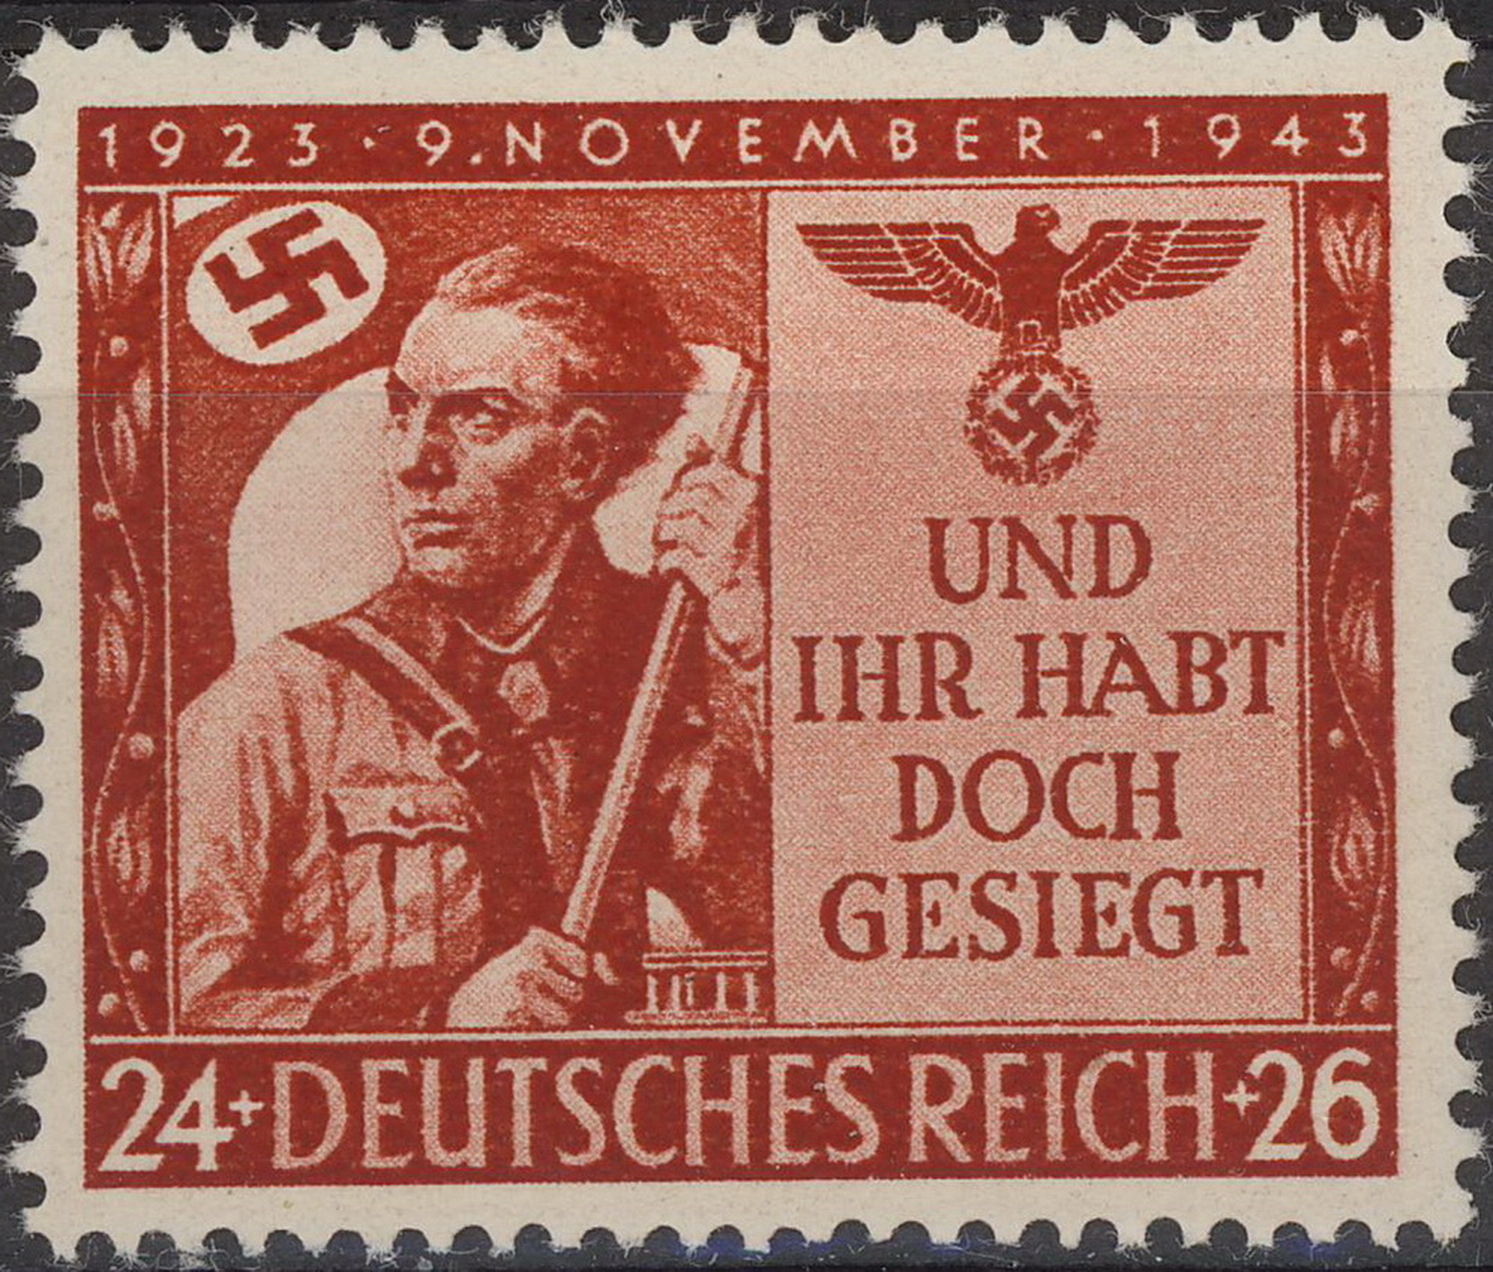 1923 · 9. NOVEMBER · 1943
UND
IHR HABT
DOCH
GESIEGT
24+ DEUTSCHES REICH +26